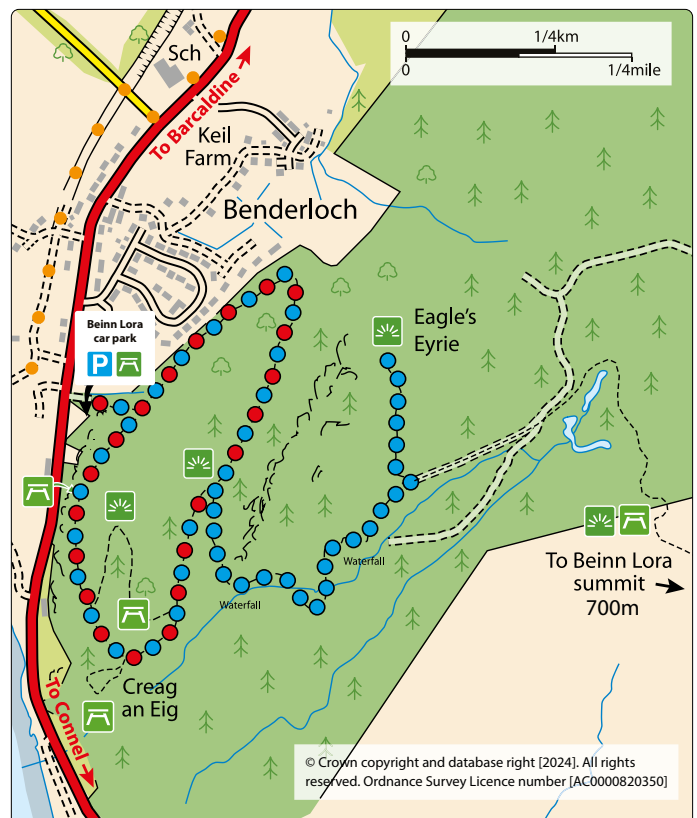 0 1/4km
0 1/4mile
Sch
To Barcaldine
Keil
Farm
Benderloch
Beinn Lora
car park
P
Eagle's
Eyrie
To Beinn Lora
summit
700m
Waterfall
Waterfall
Creag
an Eig
To Connel
© Crown copyright and database right [2024]. All rights
reserved. Ordnance Survey Licence number [AC0000820350]